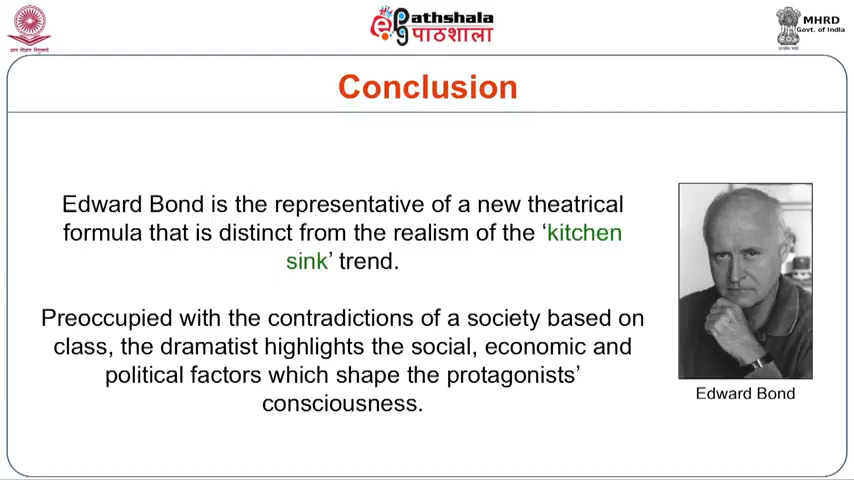 Pathshala
पाठशाला
MHRD
Govt. of India
Conclusion
Edward Bond is the representative of a new theatrical
formula that is distinct from the realism of the ‘kitchen
sink’ trend.
Preoccupied with the contradictions of a society based on
class, the dramatist highlights the social, economic and
political factors which shape the protagonists’
consciousness.
Edward Bond